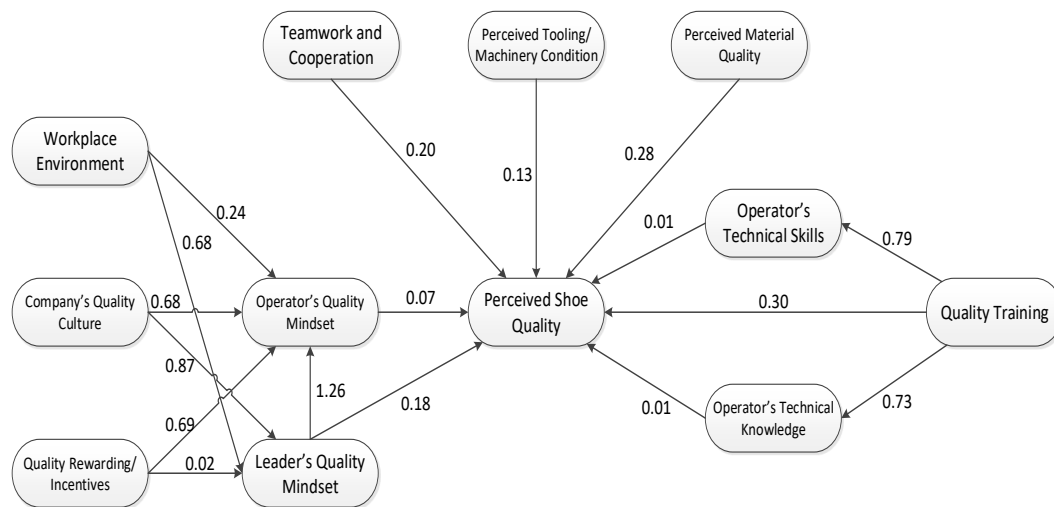 Teamwork and
Cooperation
Perceived Tooling/
Machinery Condition
Perceived Material
Quality
Workplace
Environment
0.20
0.13
0.28
0.24
0.68
0.01
Operator's
Technical Skills
0.79
Company's Quality
Culture
0.68
Operator's Quality
Mindset
0.07
Perceived Shoe
Quality
0.30
Quality Training
0.87
1.26
0.18
0.01
Operator's Technical
Knowledge
0.73
0.69
Quality Rewarding/
Incentives
0.02
Leader's Quality
Mindset